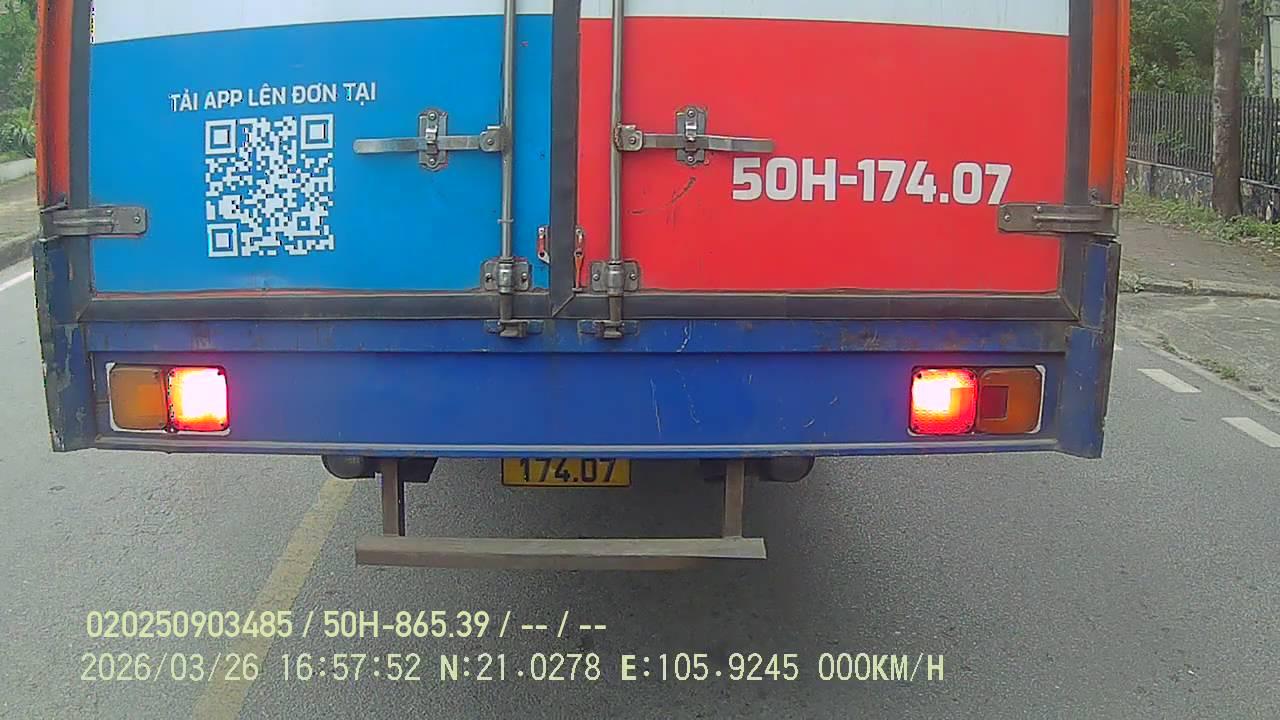 TẢI APP LÊN ĐƠN TẠI
50H-174.07
174.07
020250903485 / 50H-865.39 / -- / --
2026/03/26 16:57:52 N:21.0278 E:105.9245 000KM/H